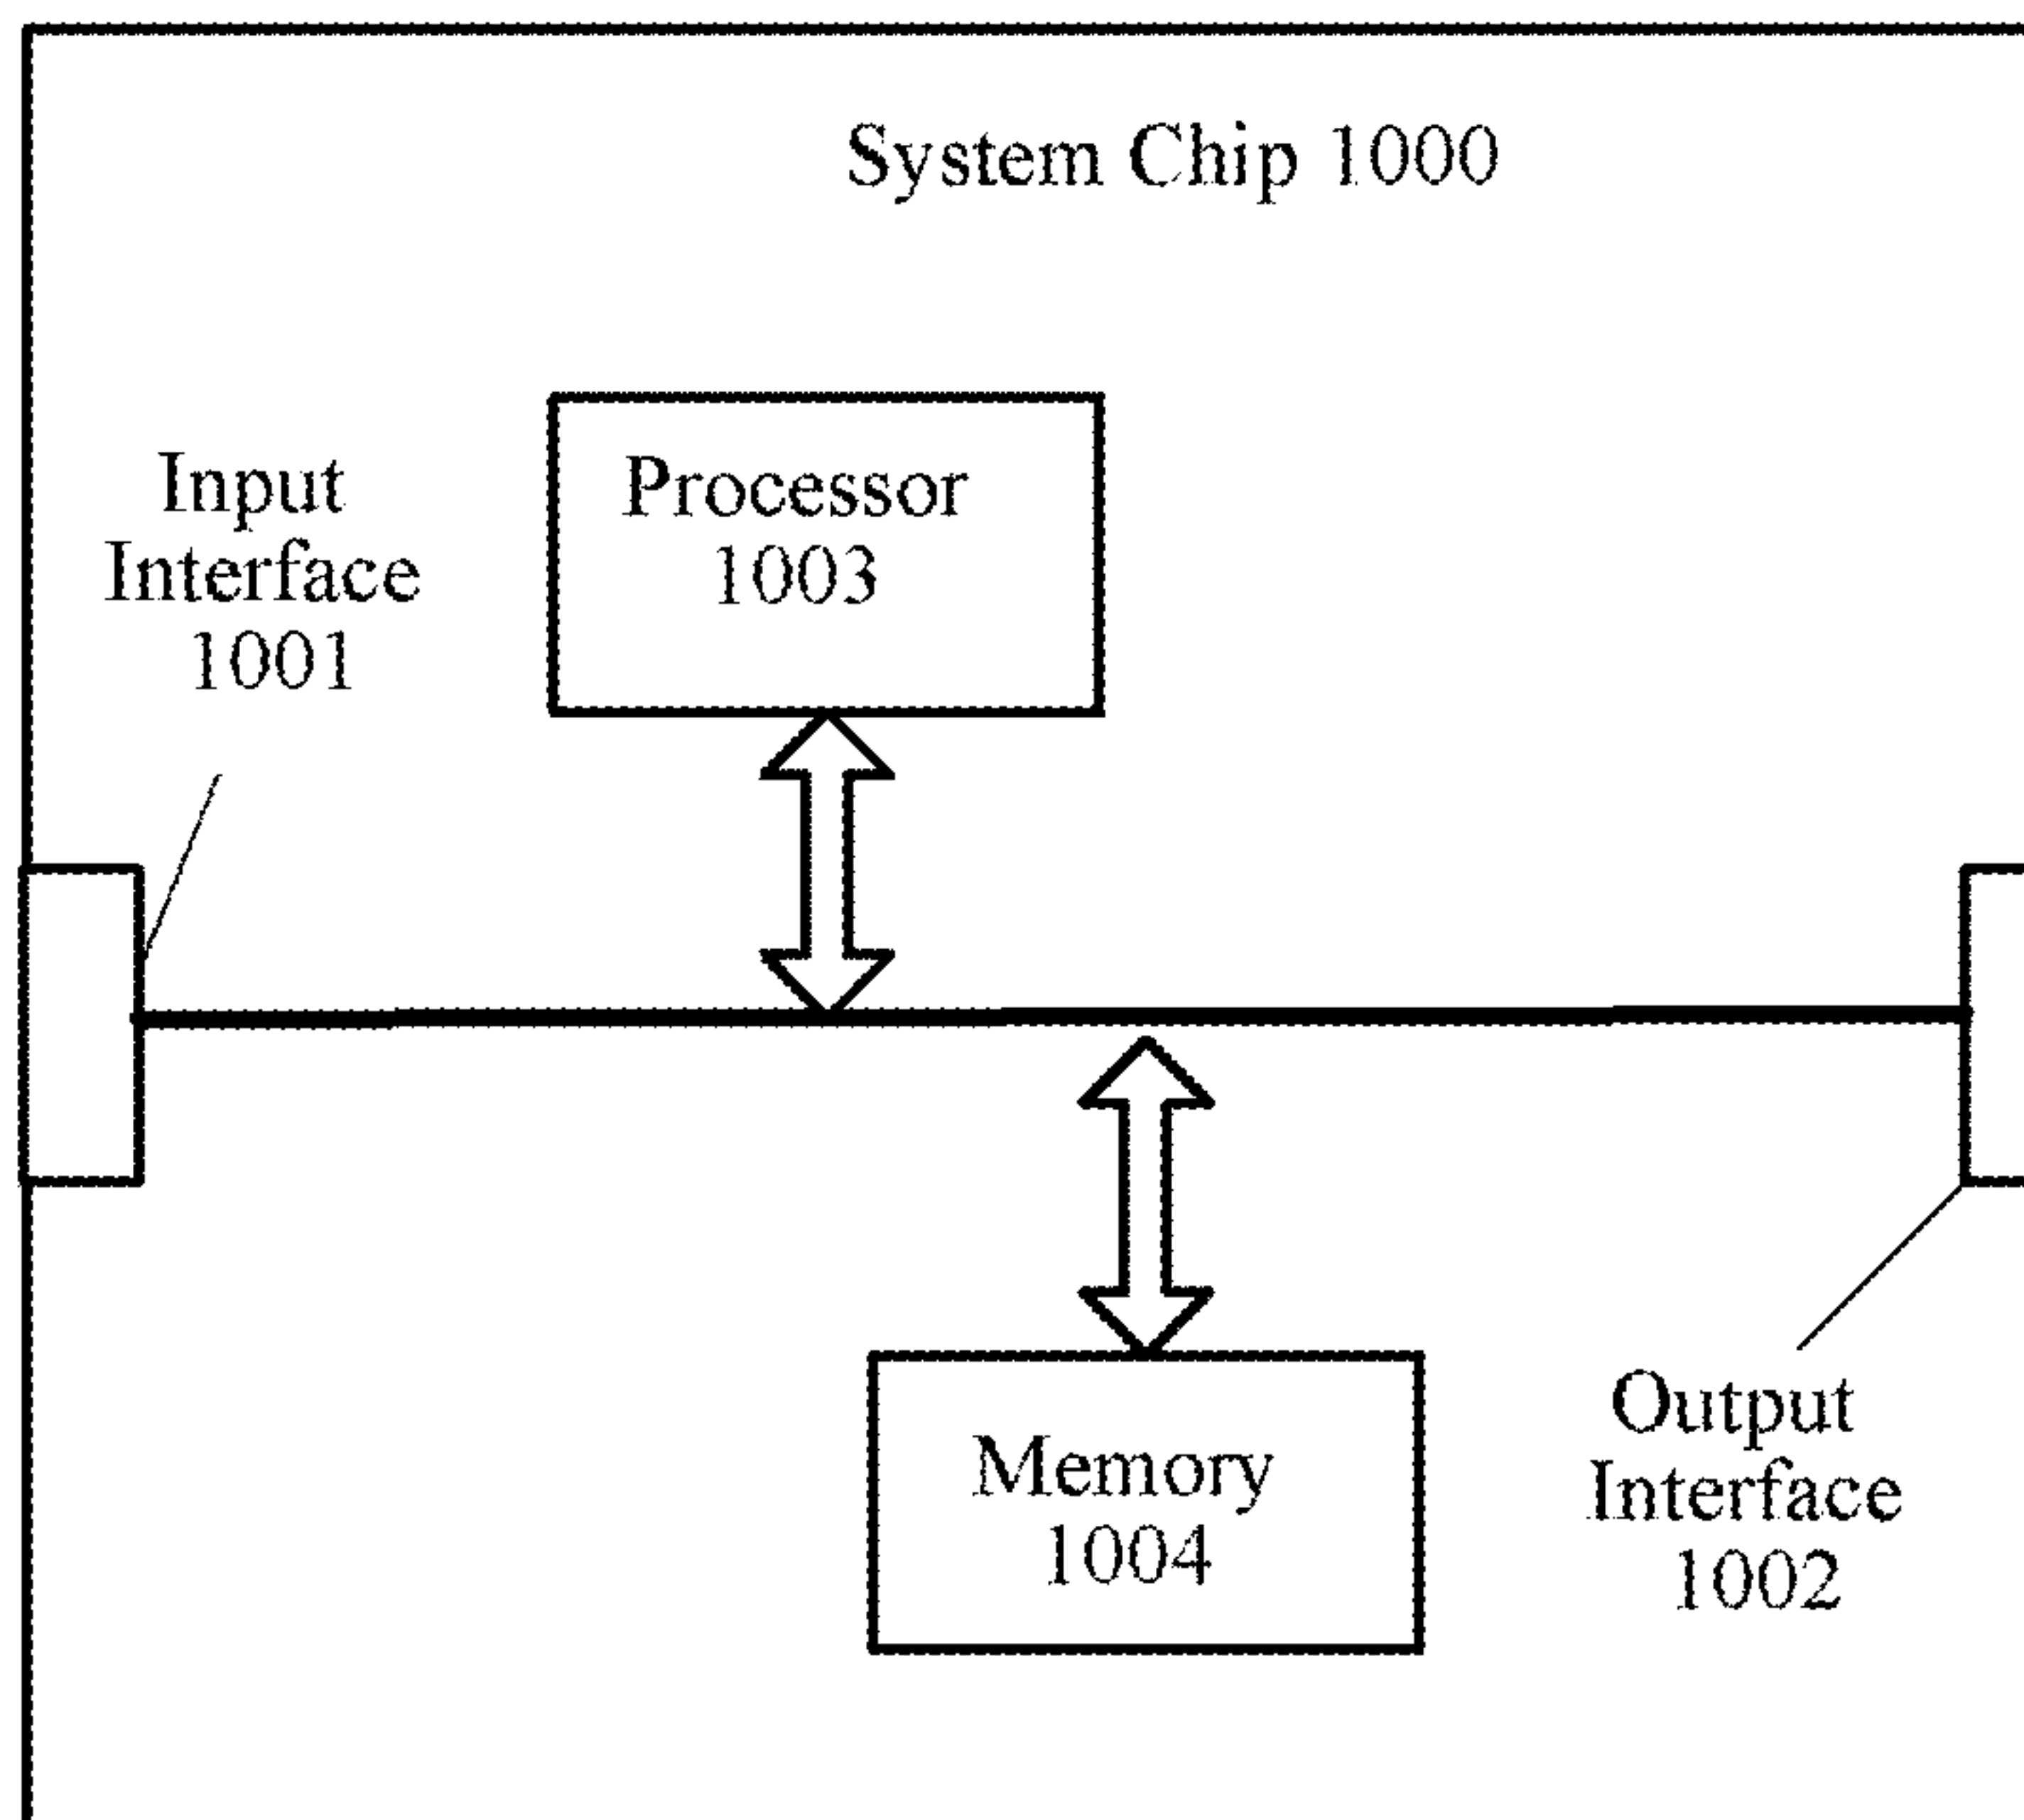 System Chip 1000
Input
Interface
1001
Processor
1003
Memory
1004
Output
Interface
1002